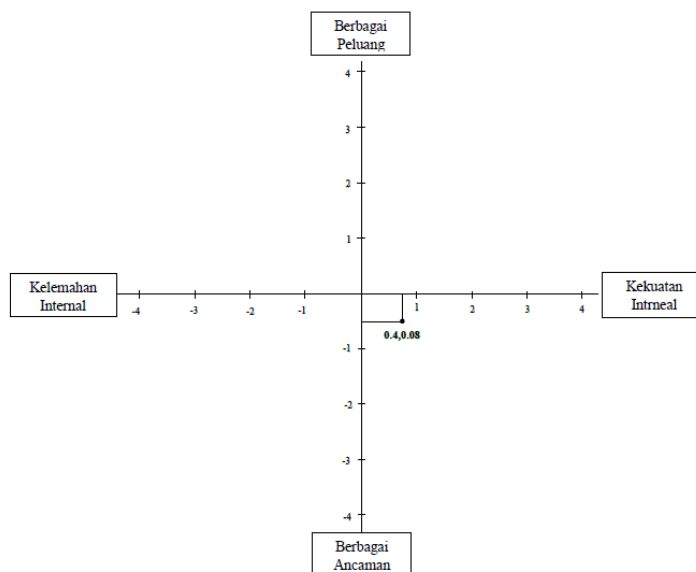 Berbagai
Peluang
4
3
2
1
Kelemahan
Internal
-4
-3
-2
-1
1
2
3
4
Kekuatan
Intrneal
0.4,0.08
-1
-2
-3
-4
Berbagai
Ancaman